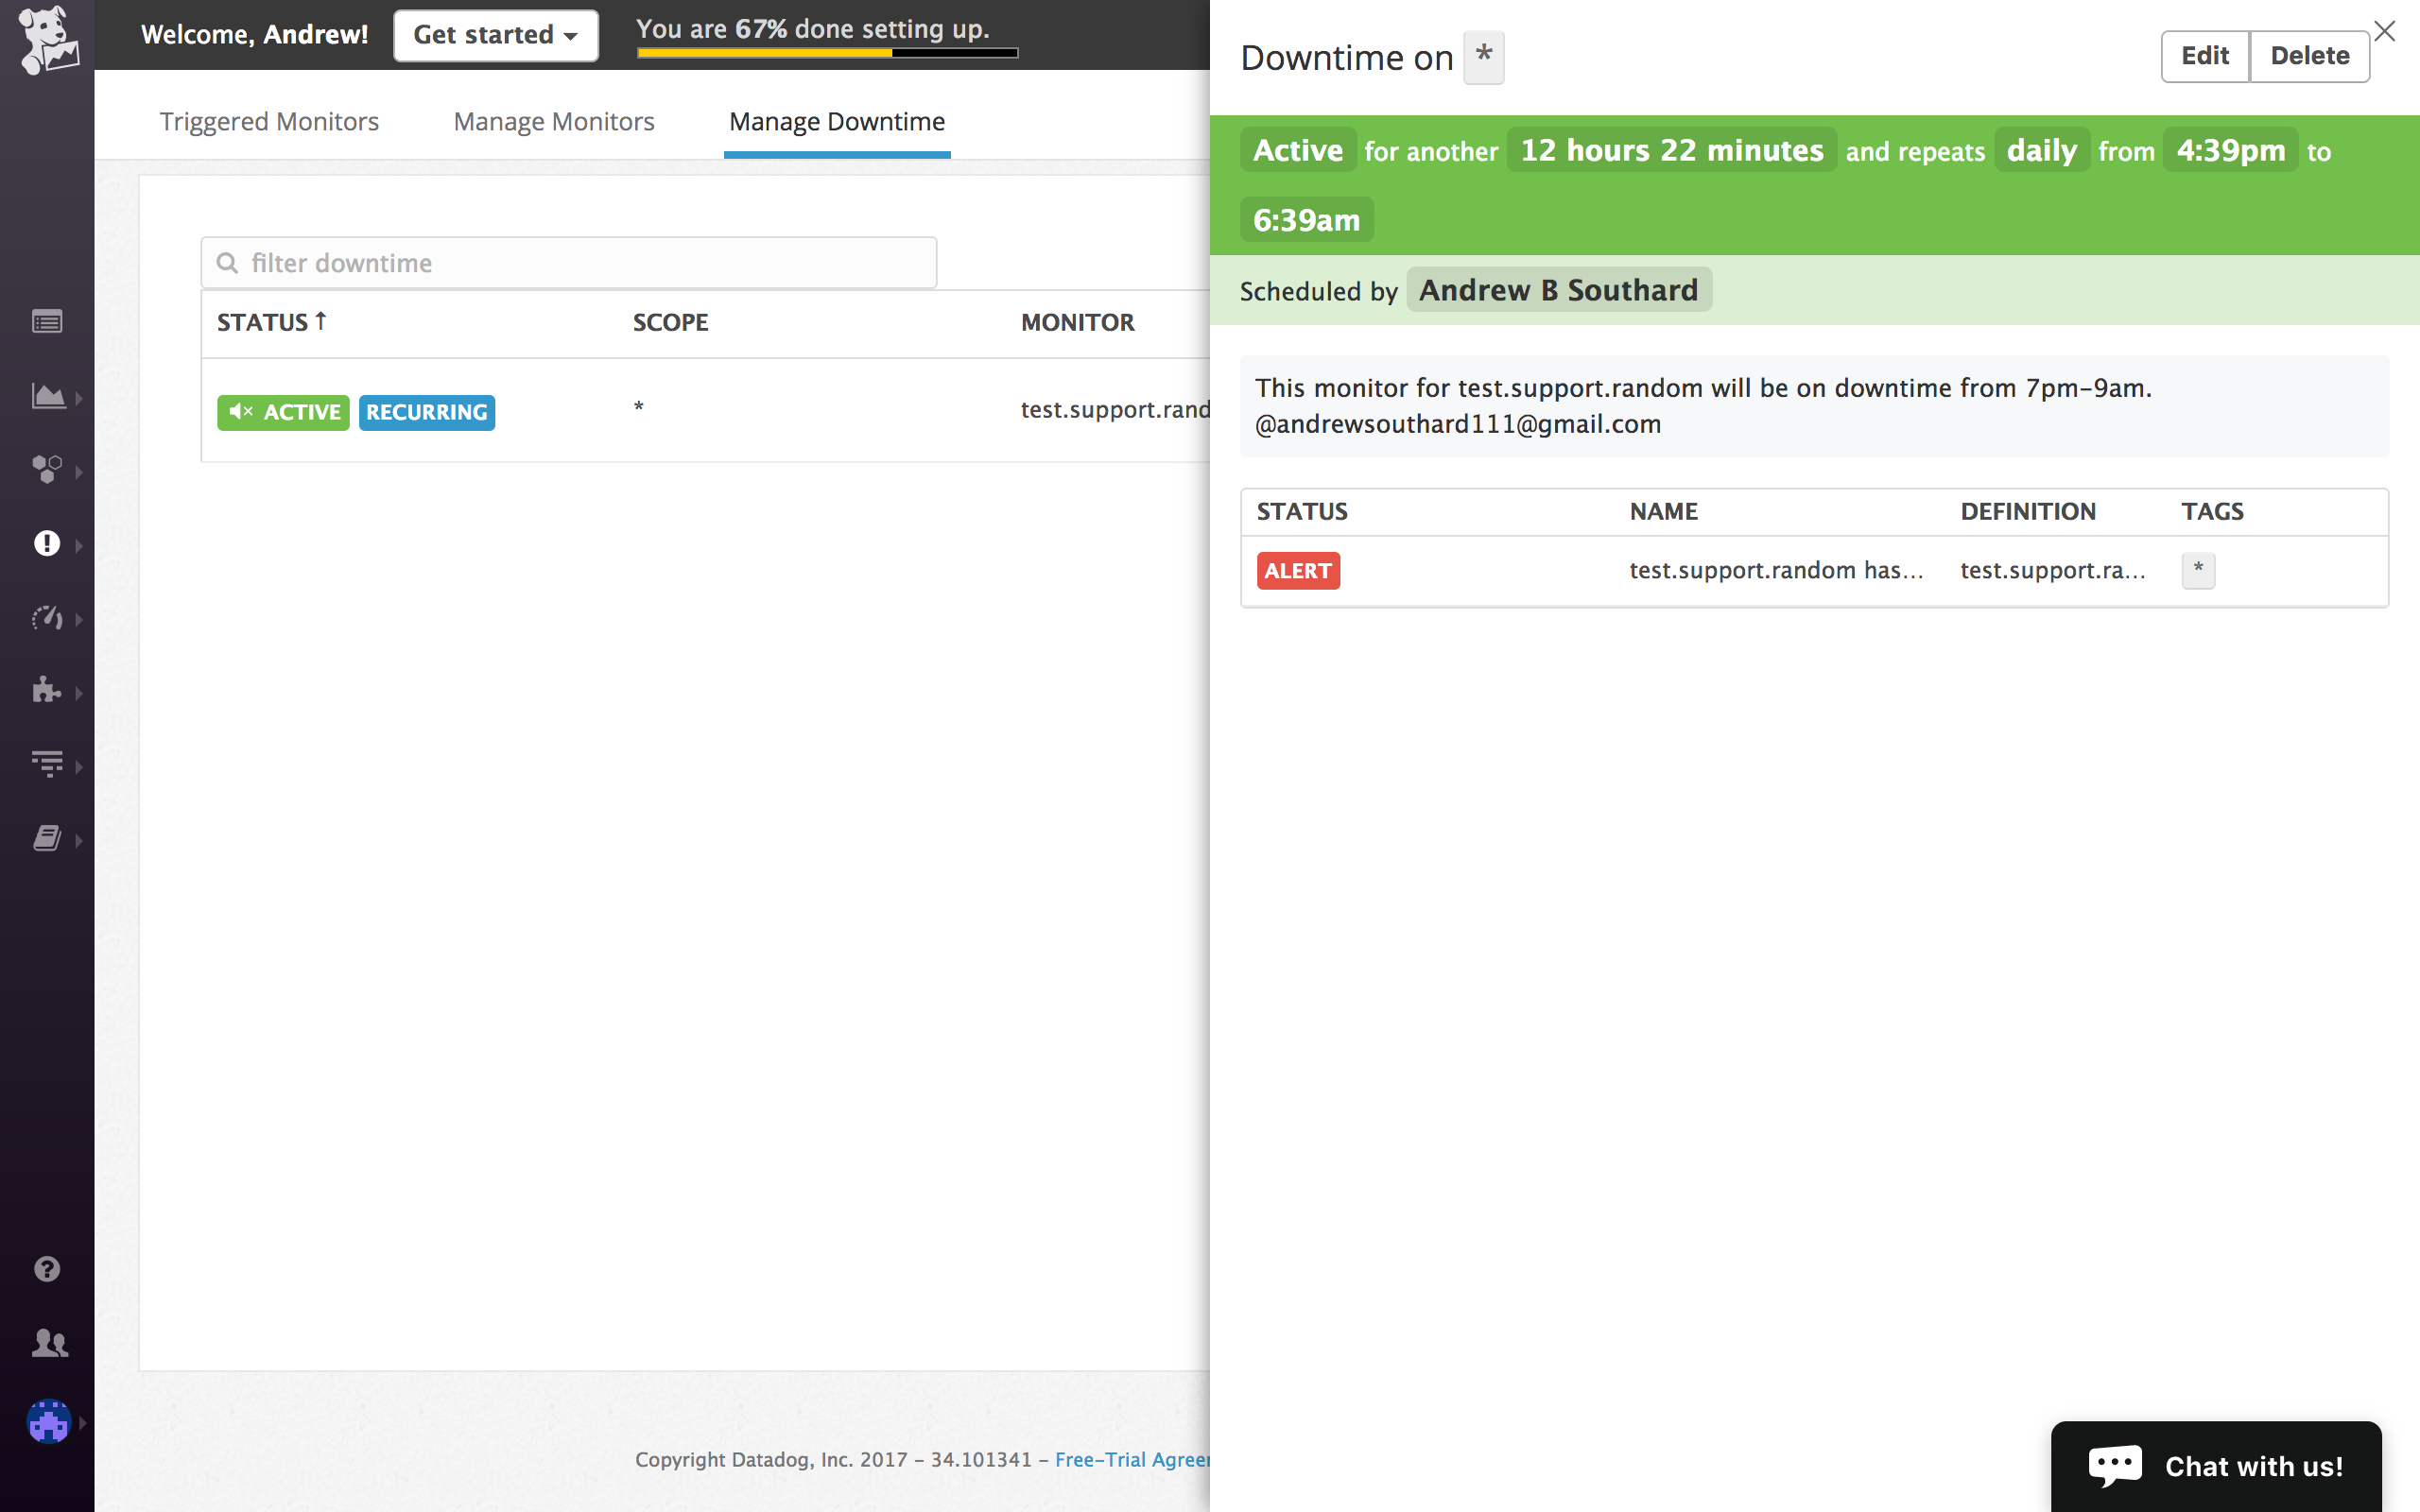 Welcome, Andrew!
Get started
You are 67% done setting up.
Triggered Monitors
Manage Monitors
Manage Downtime
filter downtime
STATUS ↑ SCOPE MONITOR
ACTIVE RECURRING * test.support.rand
Copyright Datadog, Inc. 2017 – 34.101341 – Free-Trial Agreer
Downtime on *
Edit
Delete
Active for another 12 hours 22 minutes and repeats daily from 4:39pm to
6:39am
Scheduled by Andrew B Southard
This monitor for test.support.random will be on downtime from 7pm-9am.
@andrewsouthard111@gmail.com
STATUS NAME DEFINITION TAGS
ALERT test.support.random has... test.support.ra... *
Chat with us!